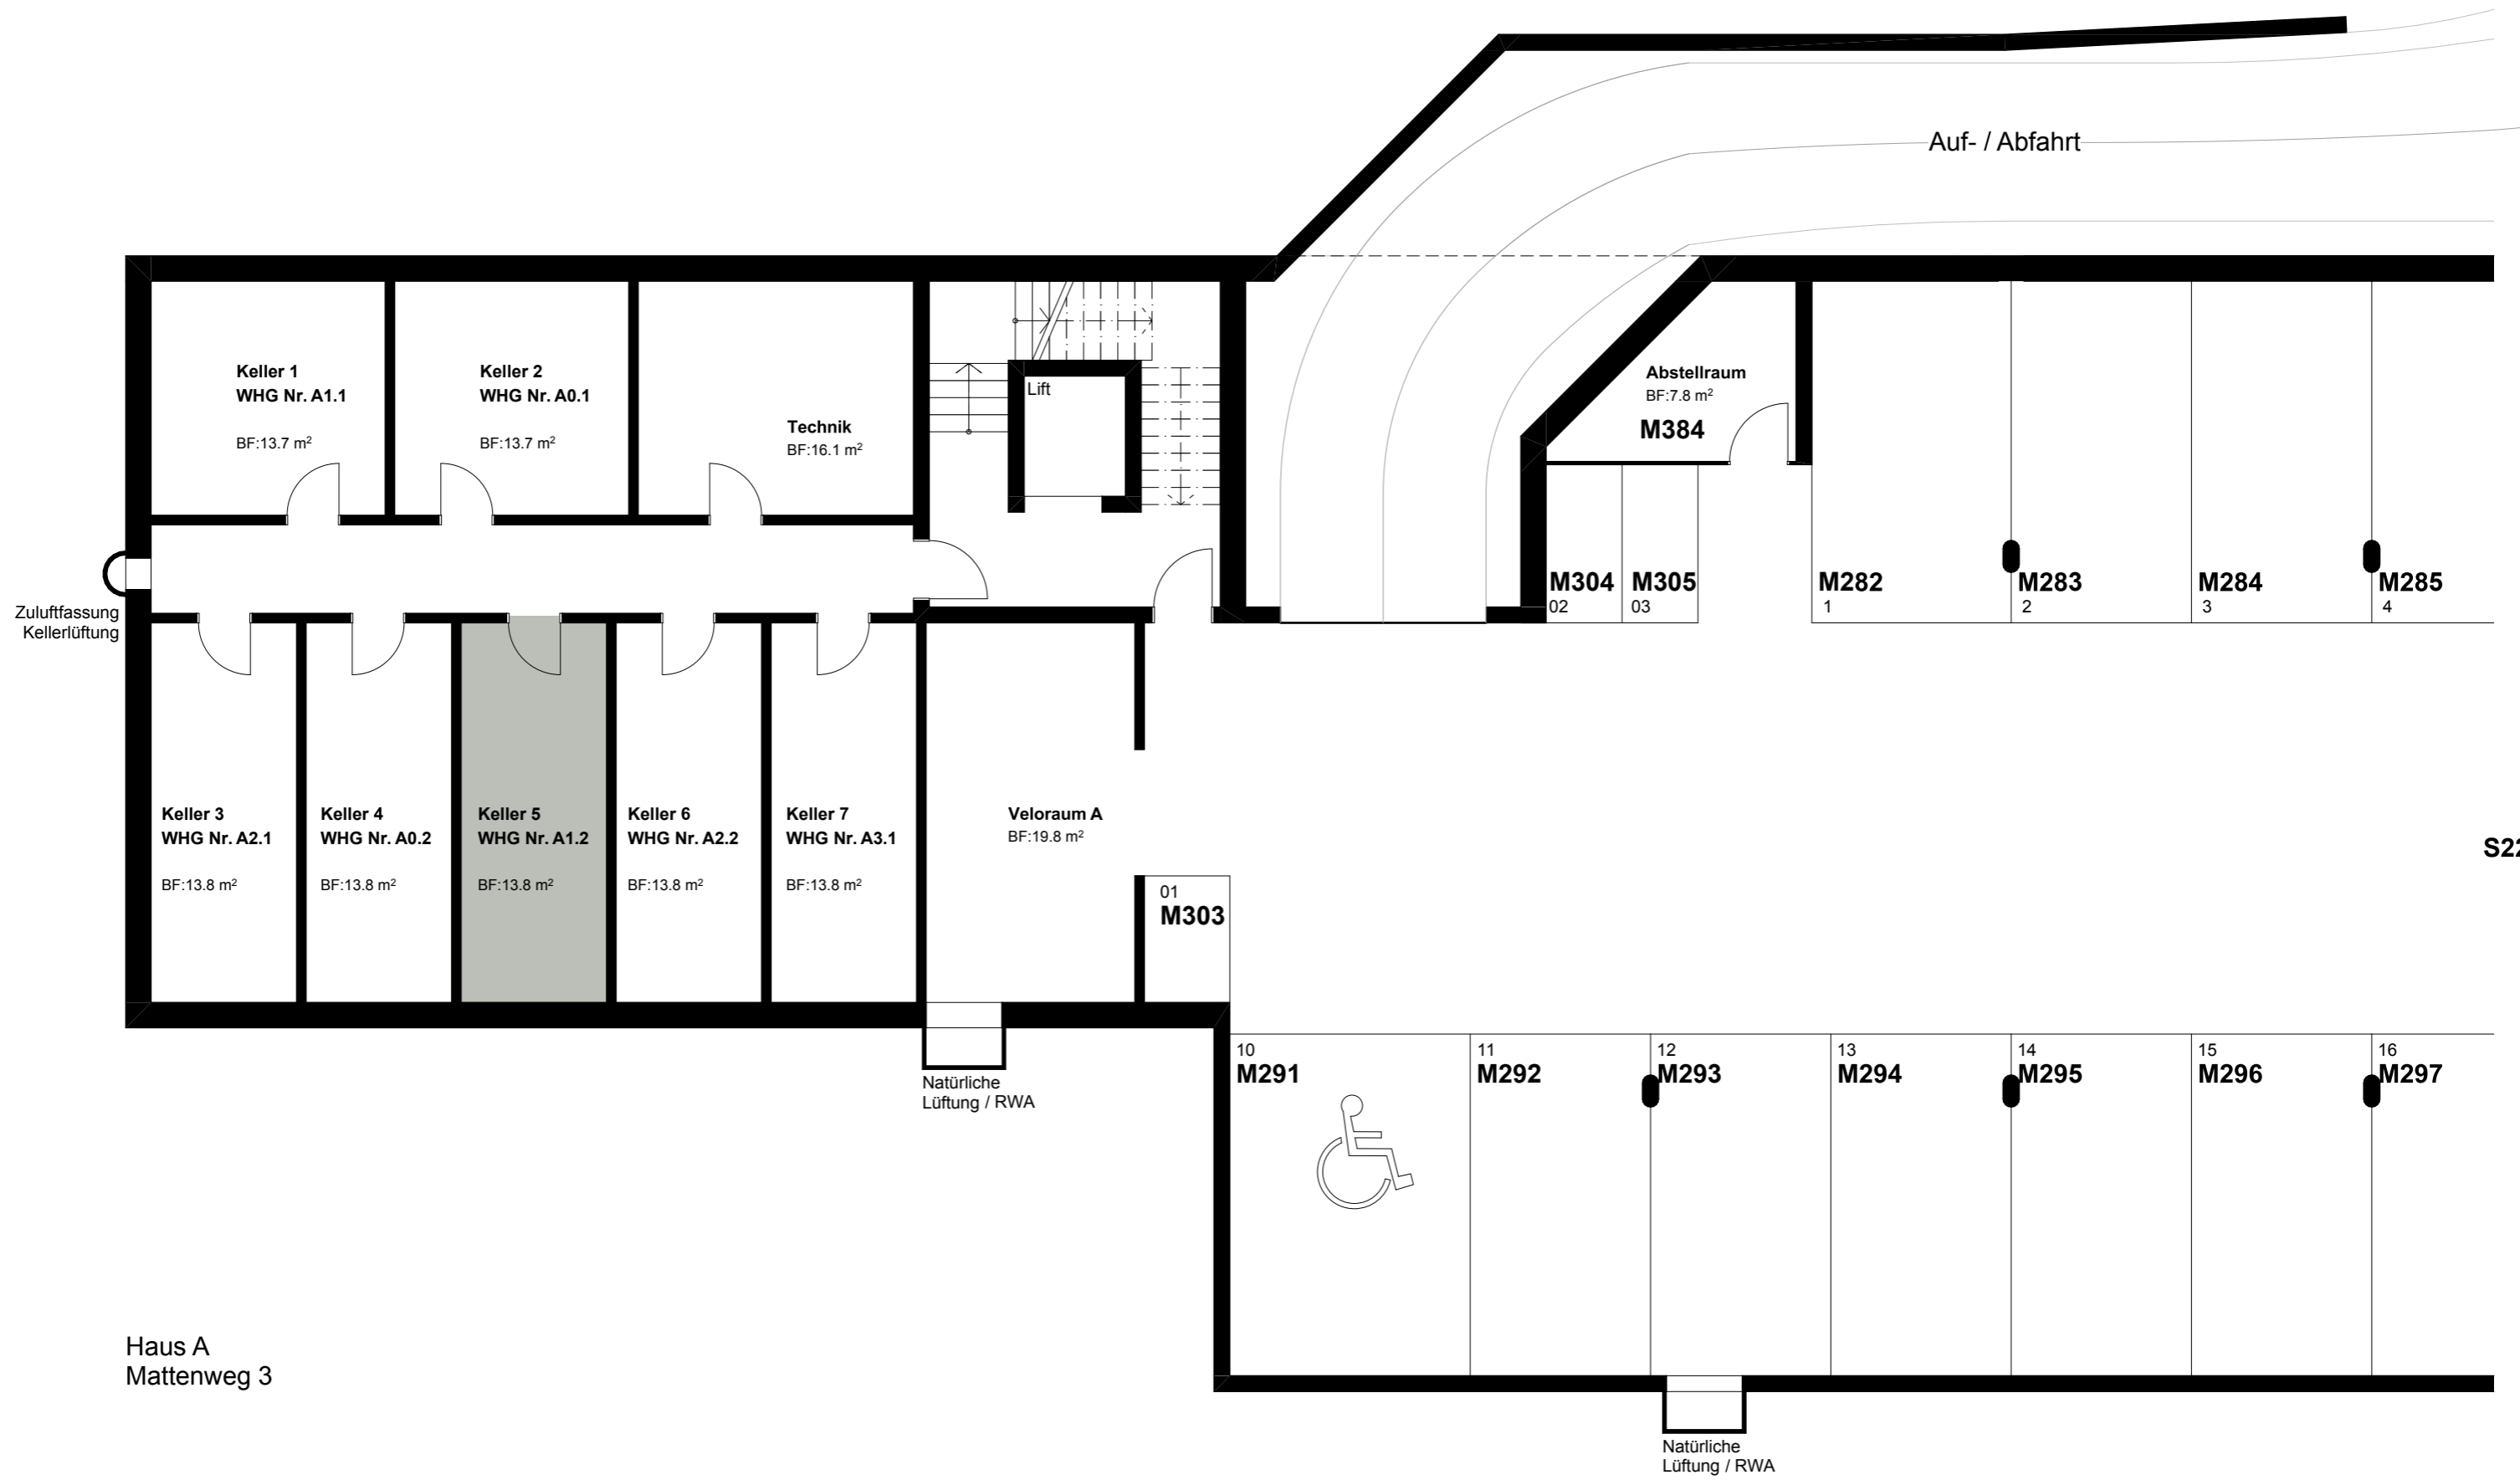 Auf- / Abfahrt
Keller 1
WHG Nr. A1.1
BF:13.7 m²
Keller 2
WHG Nr. A0.1
BF:13.7 m²
Technik
BF:16.1 m²
Lift
Abstellraum
BF:7.8 m²
M384
M304
02
M305
03
M282
1
M283
2
M284
3
M285
4
Zuluftfassung
Kellerlüftung
Keller 3
WHG Nr. A2.1
BF:13.8 m²
Keller 4
WHG Nr. A0.2
BF:13.8 m²
Keller 5
WHG Nr. A1.2
BF:13.8 m²
Keller 6
WHG Nr. A2.2
BF:13.8 m²
Keller 7
WHG Nr. A3.1
BF:13.8 m²
Veloraum A
BF:19.8 m²
S22
01
M303
10
M291
11
M292
12
M293
13
M294
14
M295
15
M296
16
M297
Natürliche
Lüftung / RWA
Haus A
Mattenweg 3
Natürliche
Lüftung / RWA